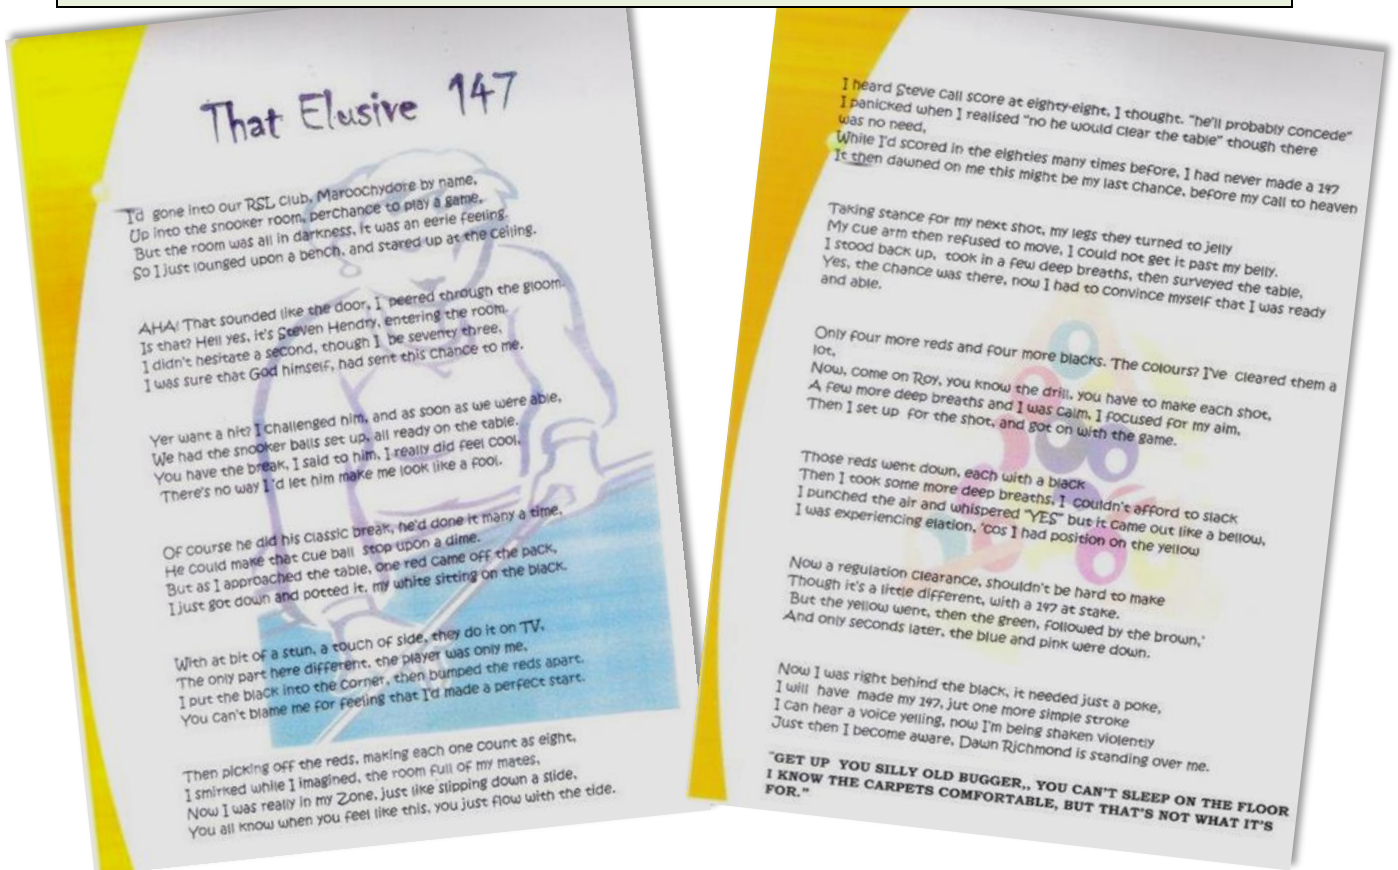 That Elusive 147
I'd gone into our RSL Club, Maroochydore by name,
Up into the snooker room, perchance to play a game,
But the room was all in darkness, it was an eerie feeling.
So I just lounged upon a bench, and stared up at the ceiling.
AHA! That sounded like the door, I peered through the gloom.
Is that? Hell yes, it's Steven Hendry, entering the room.
I didn't hesitate a second, though I be seventy three,
I was sure that God himself, had sent this chance to me.
Yer want a hit? I challenged him, and as soon as we were able,
We had the snooker balls set up, all ready on the table.
You have the break, I said to him, I really did feel cool,
There's no way I'd let him make me look like a fool.
Of course he did his classic break, he'd done it many a time,
He could make that cue ball stop upon a dime.
But as I approached the table, one red came off the pack,
I just got down and potted it, my white sitting on the black.
With at bit of a stun, a touch of side, they do it on TV,
The only part here different, the player was only me,
I put the black into the corner, then bumped the reds apart.
You can't blame me for feeling that I'd made a perfect start.
Then picking off the reds, making each one count as eight,
I smirked while I imagined, the room full of my mates,
Now I was really in my Zone, just like slipping down a slide,
You all know when you feel like this, you just flow with the tide.
I heard Steve call score at eighty-eight, I thought. "he'll probably concede"
I panicked when I realised "no he would clear the table" though there
was no need,
While I'd scored in the eighties many times before, I had never made a 147
It then dawned on me this might be my last chance, before my call to heaven
Taking stance for my next shot, my legs they turned to jelly
My cue arm then refused to move, I could not get it past my belly.
I stood back up, took in a few deep breaths, then surveyed the table,
Yes, the chance was there, now I had to convince myself that I was ready
and able.
Only four more reds and four more blacks. The colours? I've cleared them a
lot,
Now, come on Roy, you know the drill, you have to make each shot,
A few more deep breaths and I was calm, I focused for my aim,
Then I set up for the shot, and got on with the game.
Those reds went down, each with a black
Then I took some more deep breaths, I couldn't afford to slack
I punched the air and whispered "YES" but it came out like a bellow,
I was experiencing elation, 'cos I had position on the yellow
Now a regulation clearance, shouldn't be hard to make
Though it's a little different, with a 147 at stake.
But the yellow went, then the green, followed by the brown,'
And only seconds later, the blue and pink were down.
Now I was right behind the black, it needed just a poke,
I will have made my 147, jut one more simple stroke
I can hear a voice yelling, now I'm being shaken violently
Just then I become aware, Dawn Richmond is standing over me.
"GET UP YOU SILLY OLD BUGGER,, YOU CAN'T SLEEP ON THE FLOOR
I KNOW THE CARPETS COMFORTABLE, BUT THAT'S NOT WHAT IT'S
FOR."